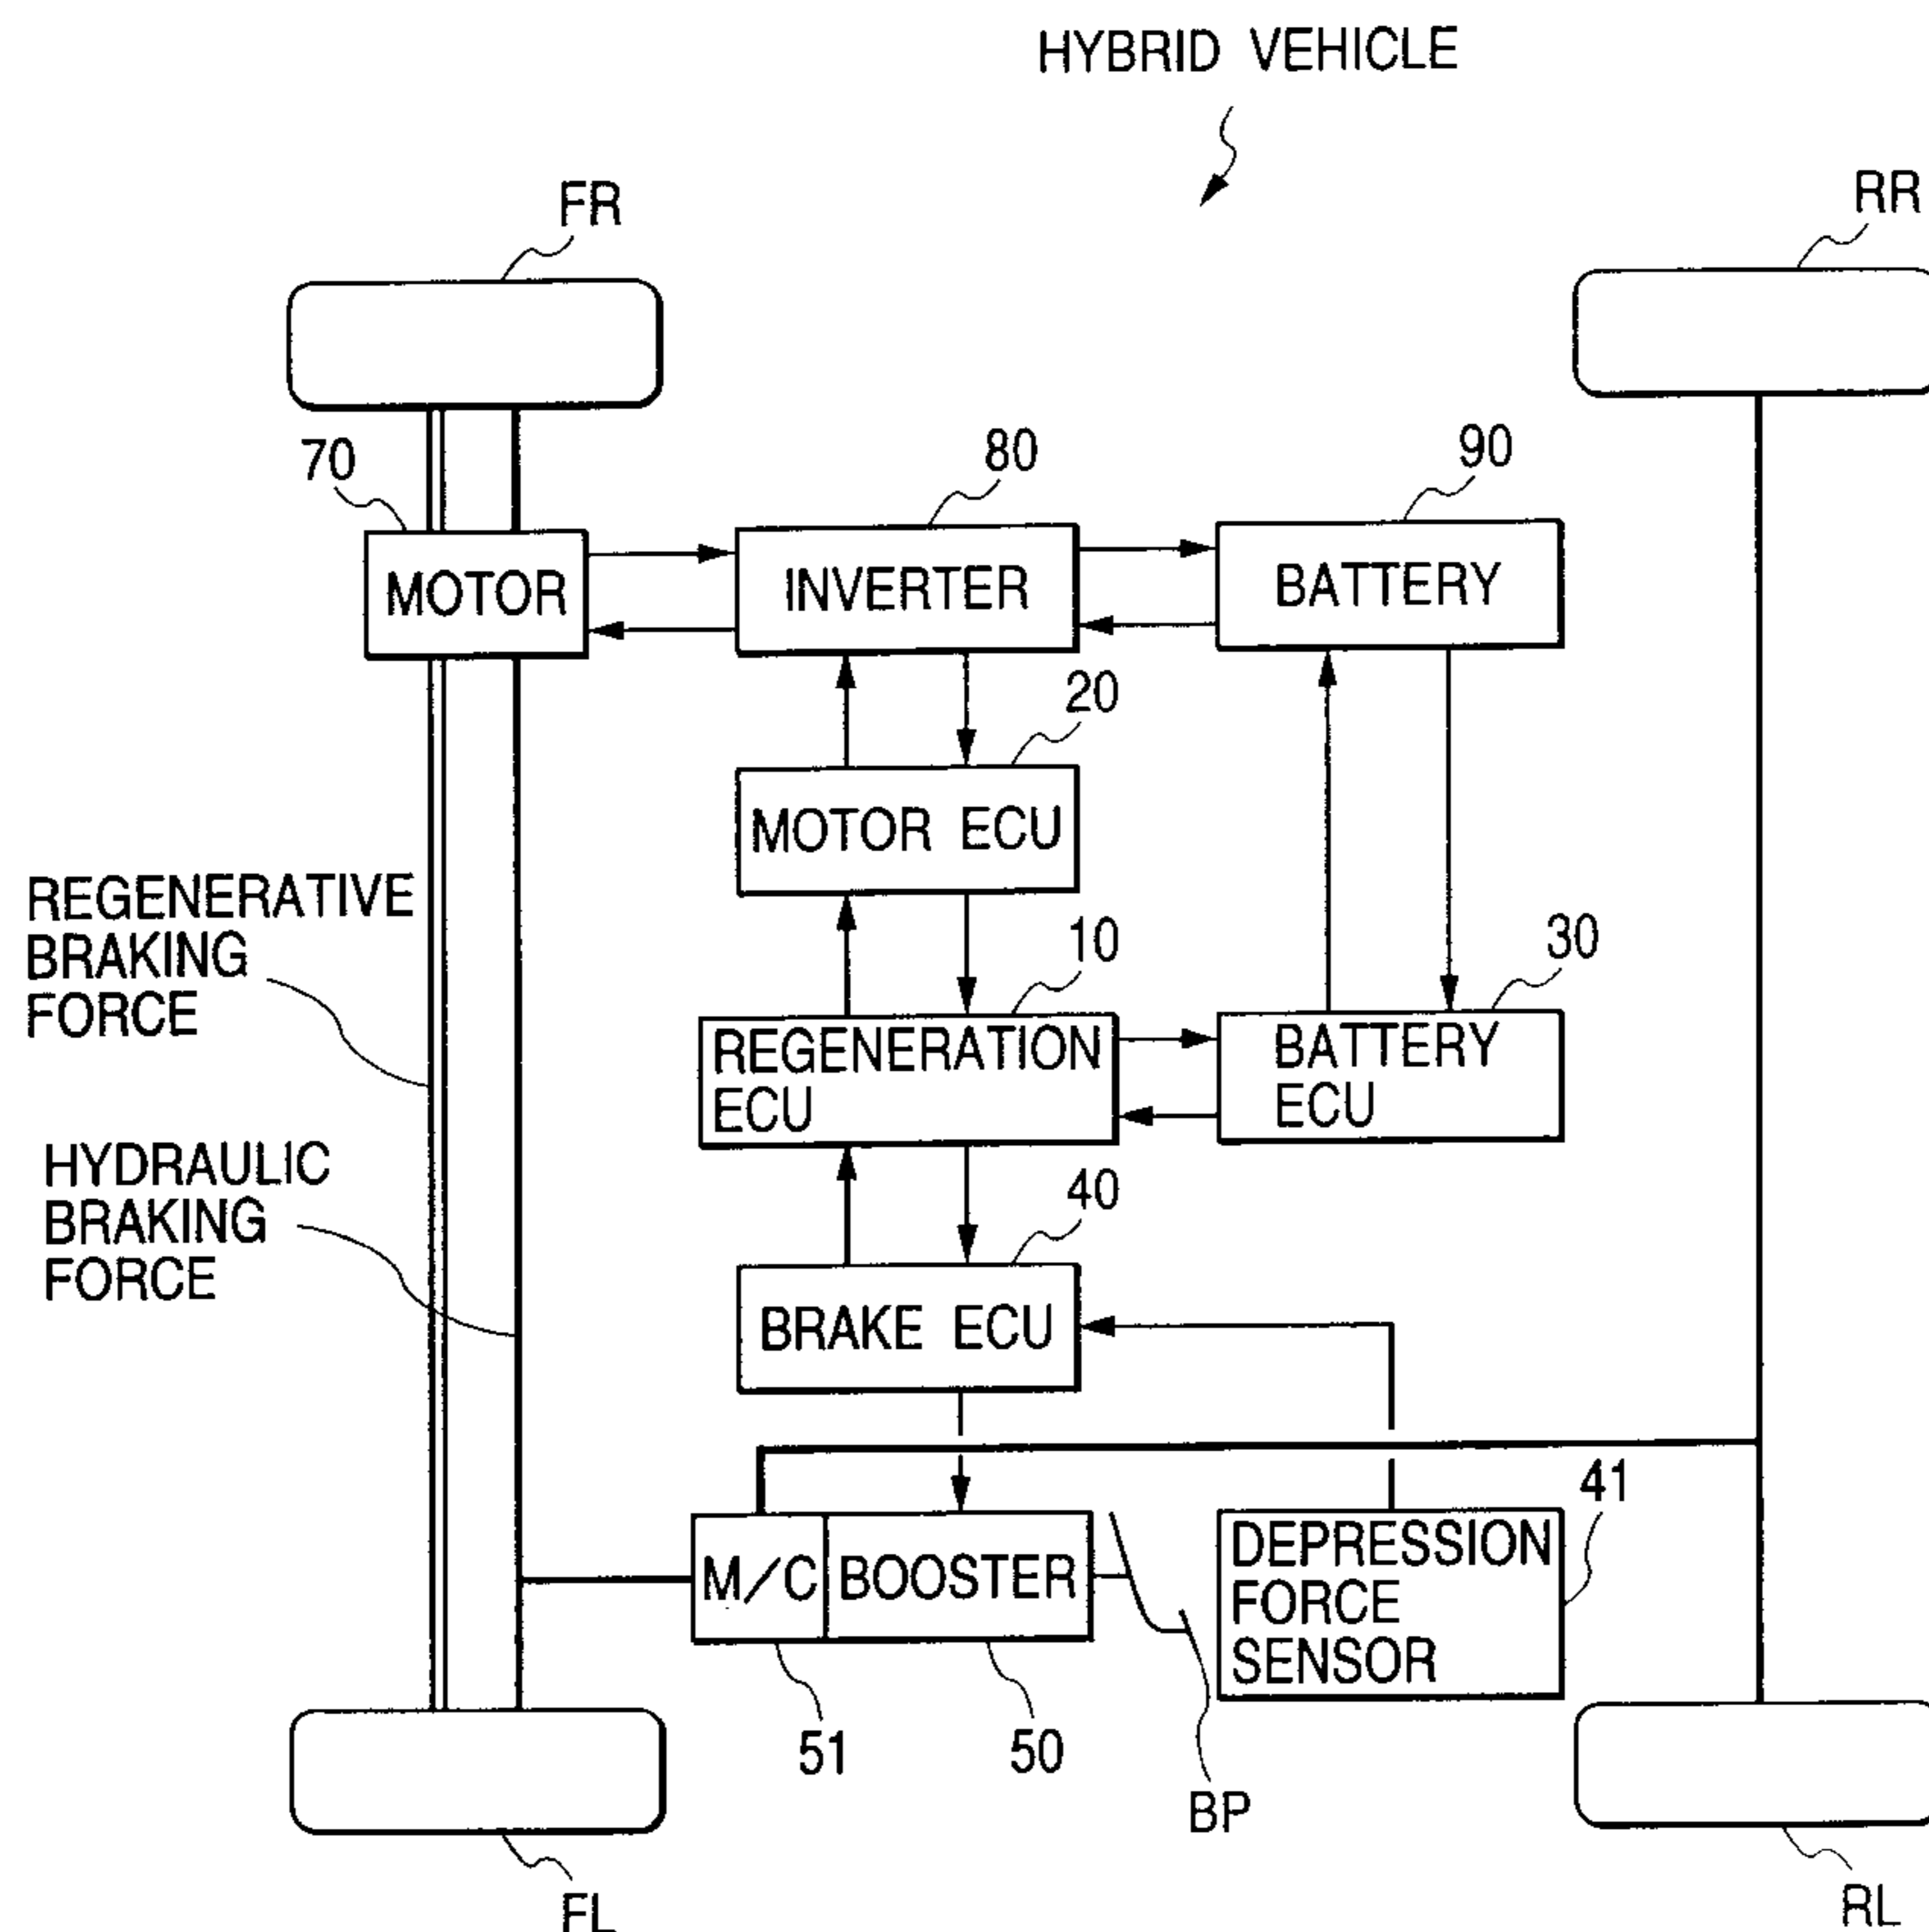 HYBRID VEHICLE
FR
RR
70
80
90
MOTOR
INVERTER
BATTERY
20
MOTOR ECU
REGENERATIVE
BRAKING
FORCE
10
30
REGENERATION
ECU
BATTERY
ECU
HYDRAULIC
BRAKING
FORCE
40
BRAKE ECU
41
M/C
BOOSTER
DEPRESSION
FORCE
SENSOR
51
50
BP
FL
RL